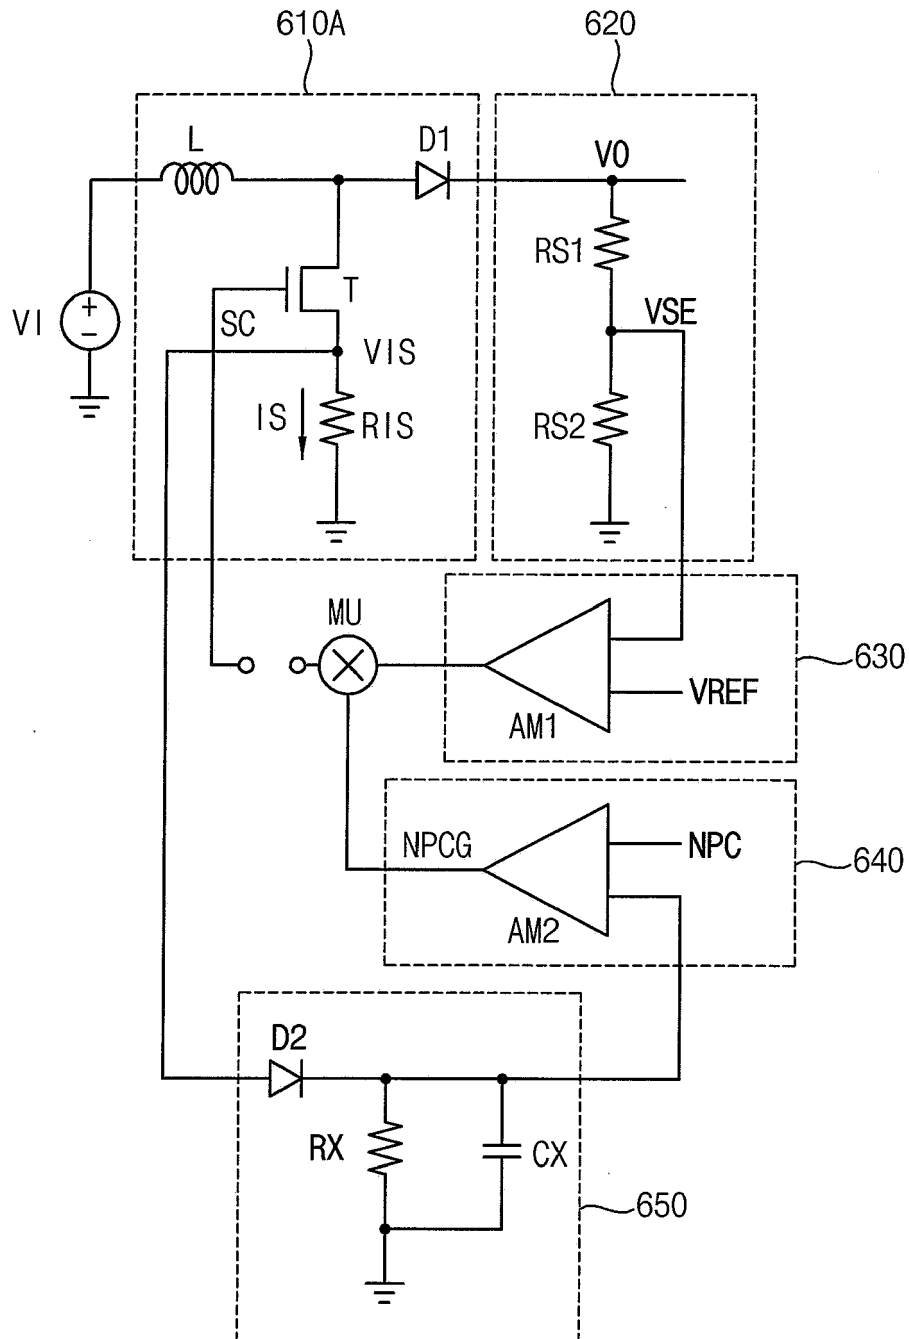 610A
620
L
D1
VO
RS1
VI
+
−
SC
T
VSE
VIS
IS
RIS
RS2
MU
630
VREF
AM1
NPCG
NPC
640
AM2
D2
RX
CX
650